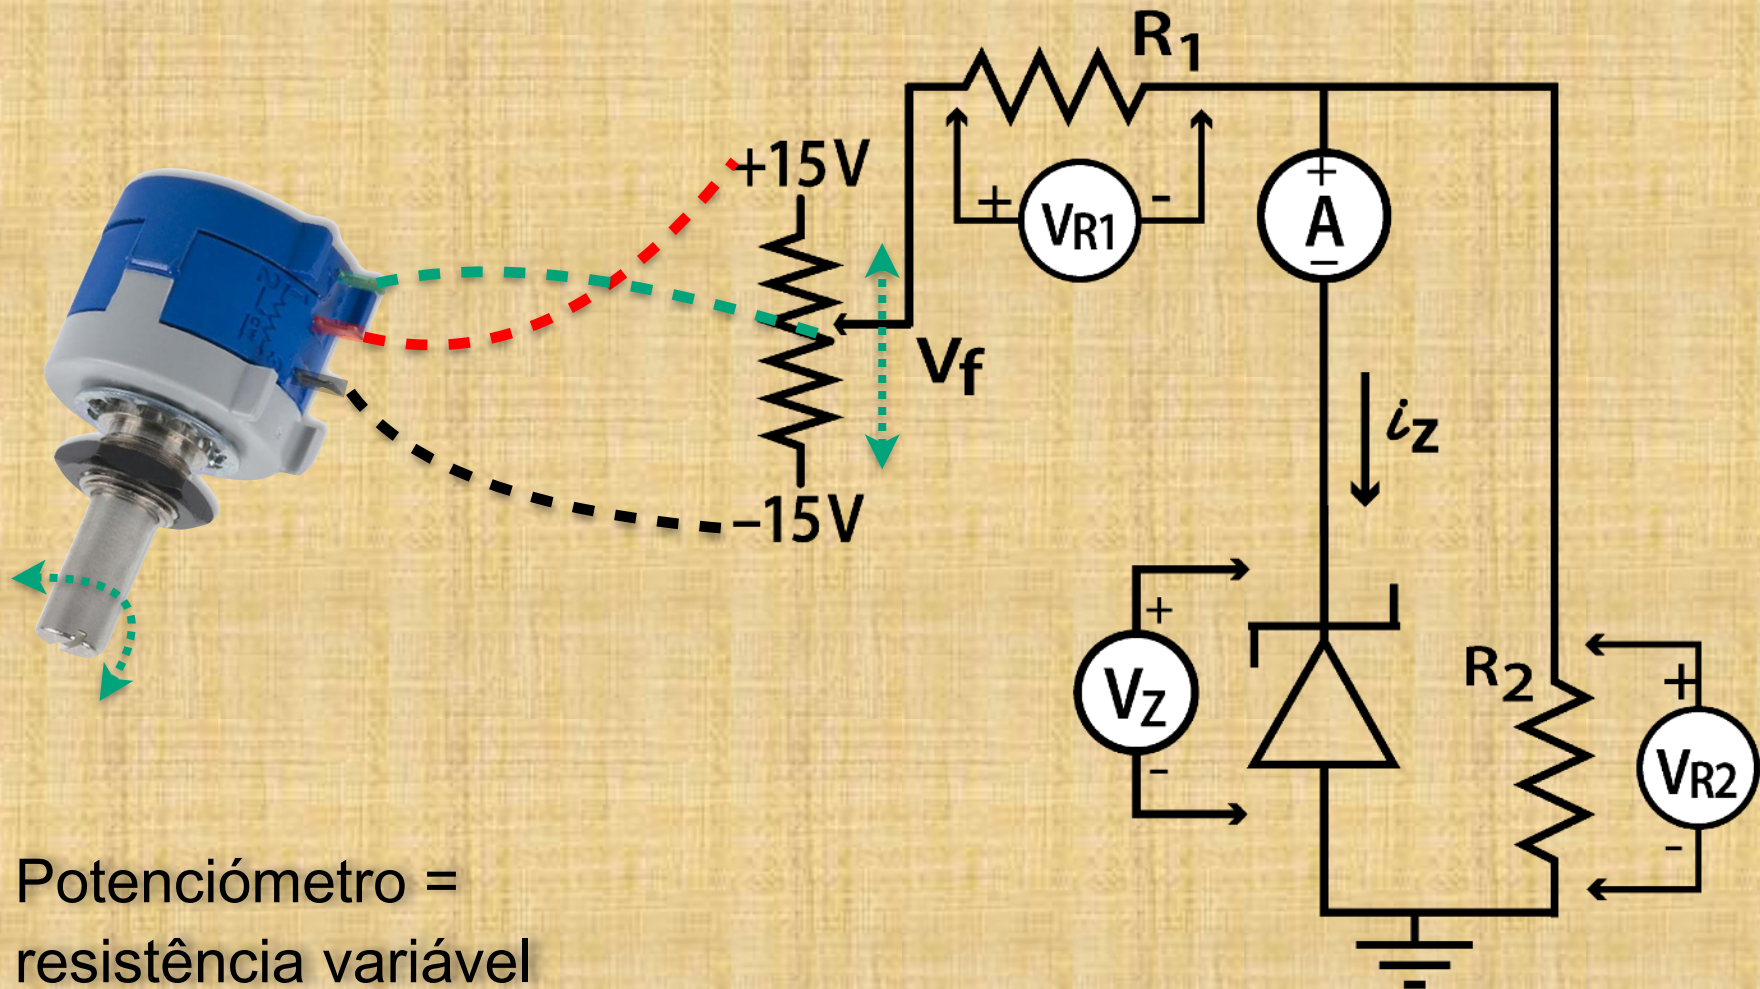 R1
+15V
+
VR1
-
+
A
–
Vf
iz
–15V
+
VZ
-
R2
+
VR2
-
Potenciómetro =
resistência variável